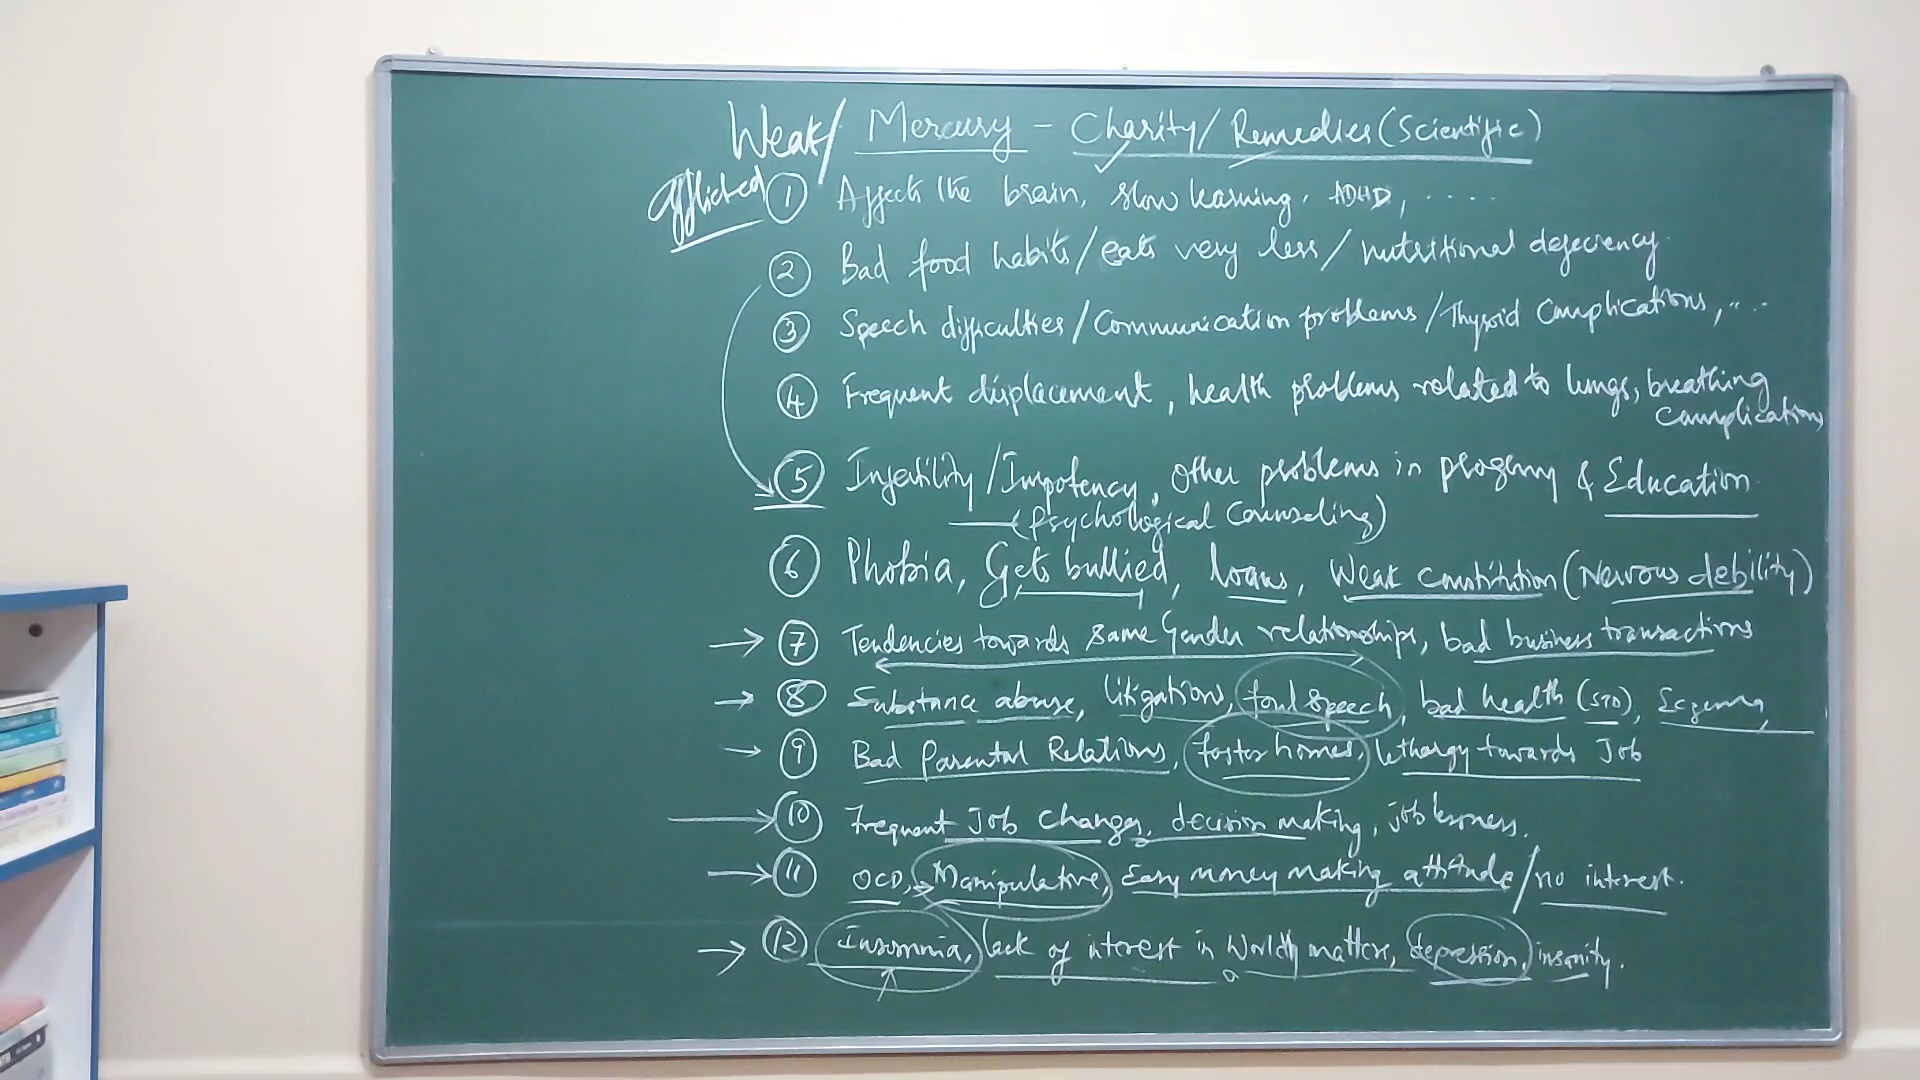 Weak/ Mercury - Charity/Remedies (Scientific)
afflicted
① Affects the brain, slow learning, ADHD, .....
② Bad food habits/eats very less/nutritional defeciency.
③ Speech difficulties/Communication problems/Thyroid Complications, ...
④ Frequent displacement, health problems related to lungs, breathing
complications
⑤ Infertility/Impotency, Other problems in progeny & Education.
(Psychological Counseling)
⑥ Phobia, Gets bullied, loans, Weak constitution (Nervous debility)
→ ⑦ Tendencies towards same Gender relationships, bad business transactions
→ ⑧ Substance abuse, litigations, foul speech, bad health (STD), Eczema,
→ ⑨ Bad Parental Relations, foster homes, lethargy towards Job
→ ⑩ Frequent Job changes, decision making, joblessness.
→ ⑪ OCD, Manipulative, Easy money making attitude/no interest.
→ ⑫ Insomnia, lack of interest in Worldly matters, depression, insanity.